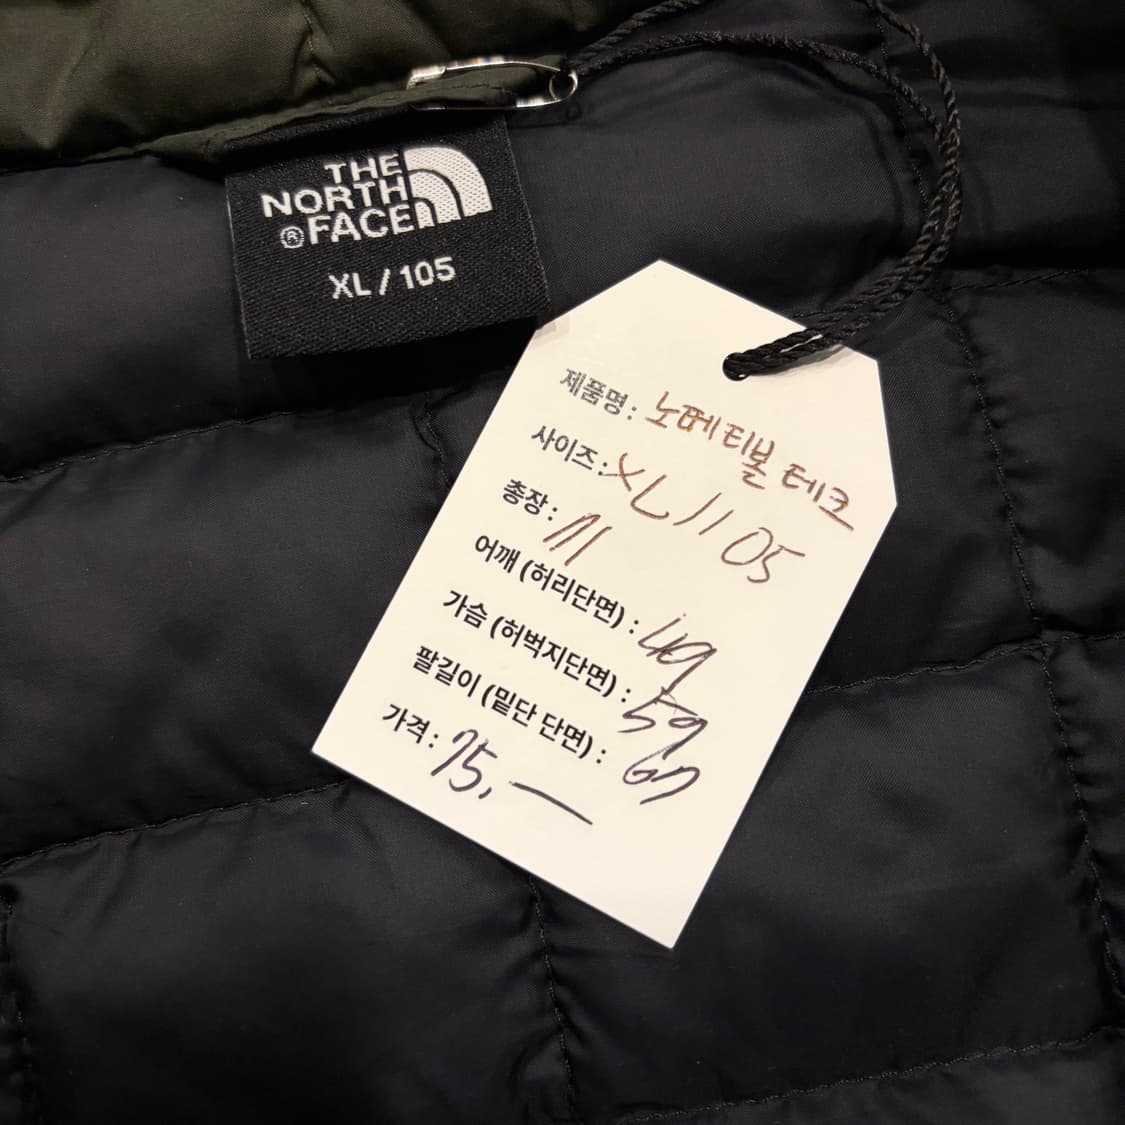 THE
NORTH
®FACE
XL / 105
제품명 : 노메티볼테크
사이즈 : XL / 105
총장 : 71
어깨 (허리단면) : 49
가슴 (허벅지단면) : 59
팔길이 (밑단 단면) : 67
가격 : 75,—